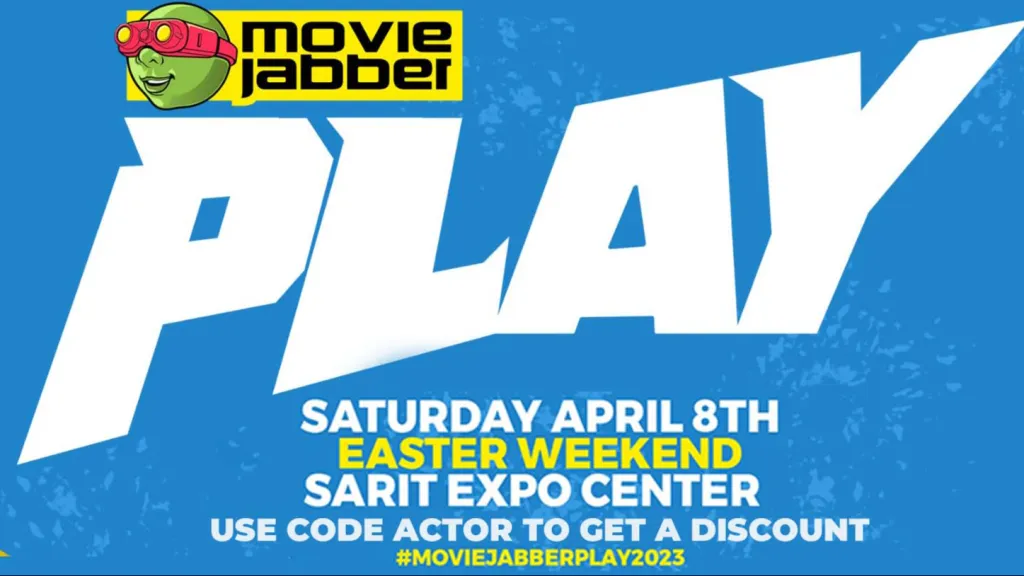 movie
jabber
PLAY
SATURDAY APRIL 8TH
EASTER WEEKEND
SARIT EXPO CENTER
USE CODE ACTOR TO GET A DISCOUNT
#MOVIEJABBERPLAY2023